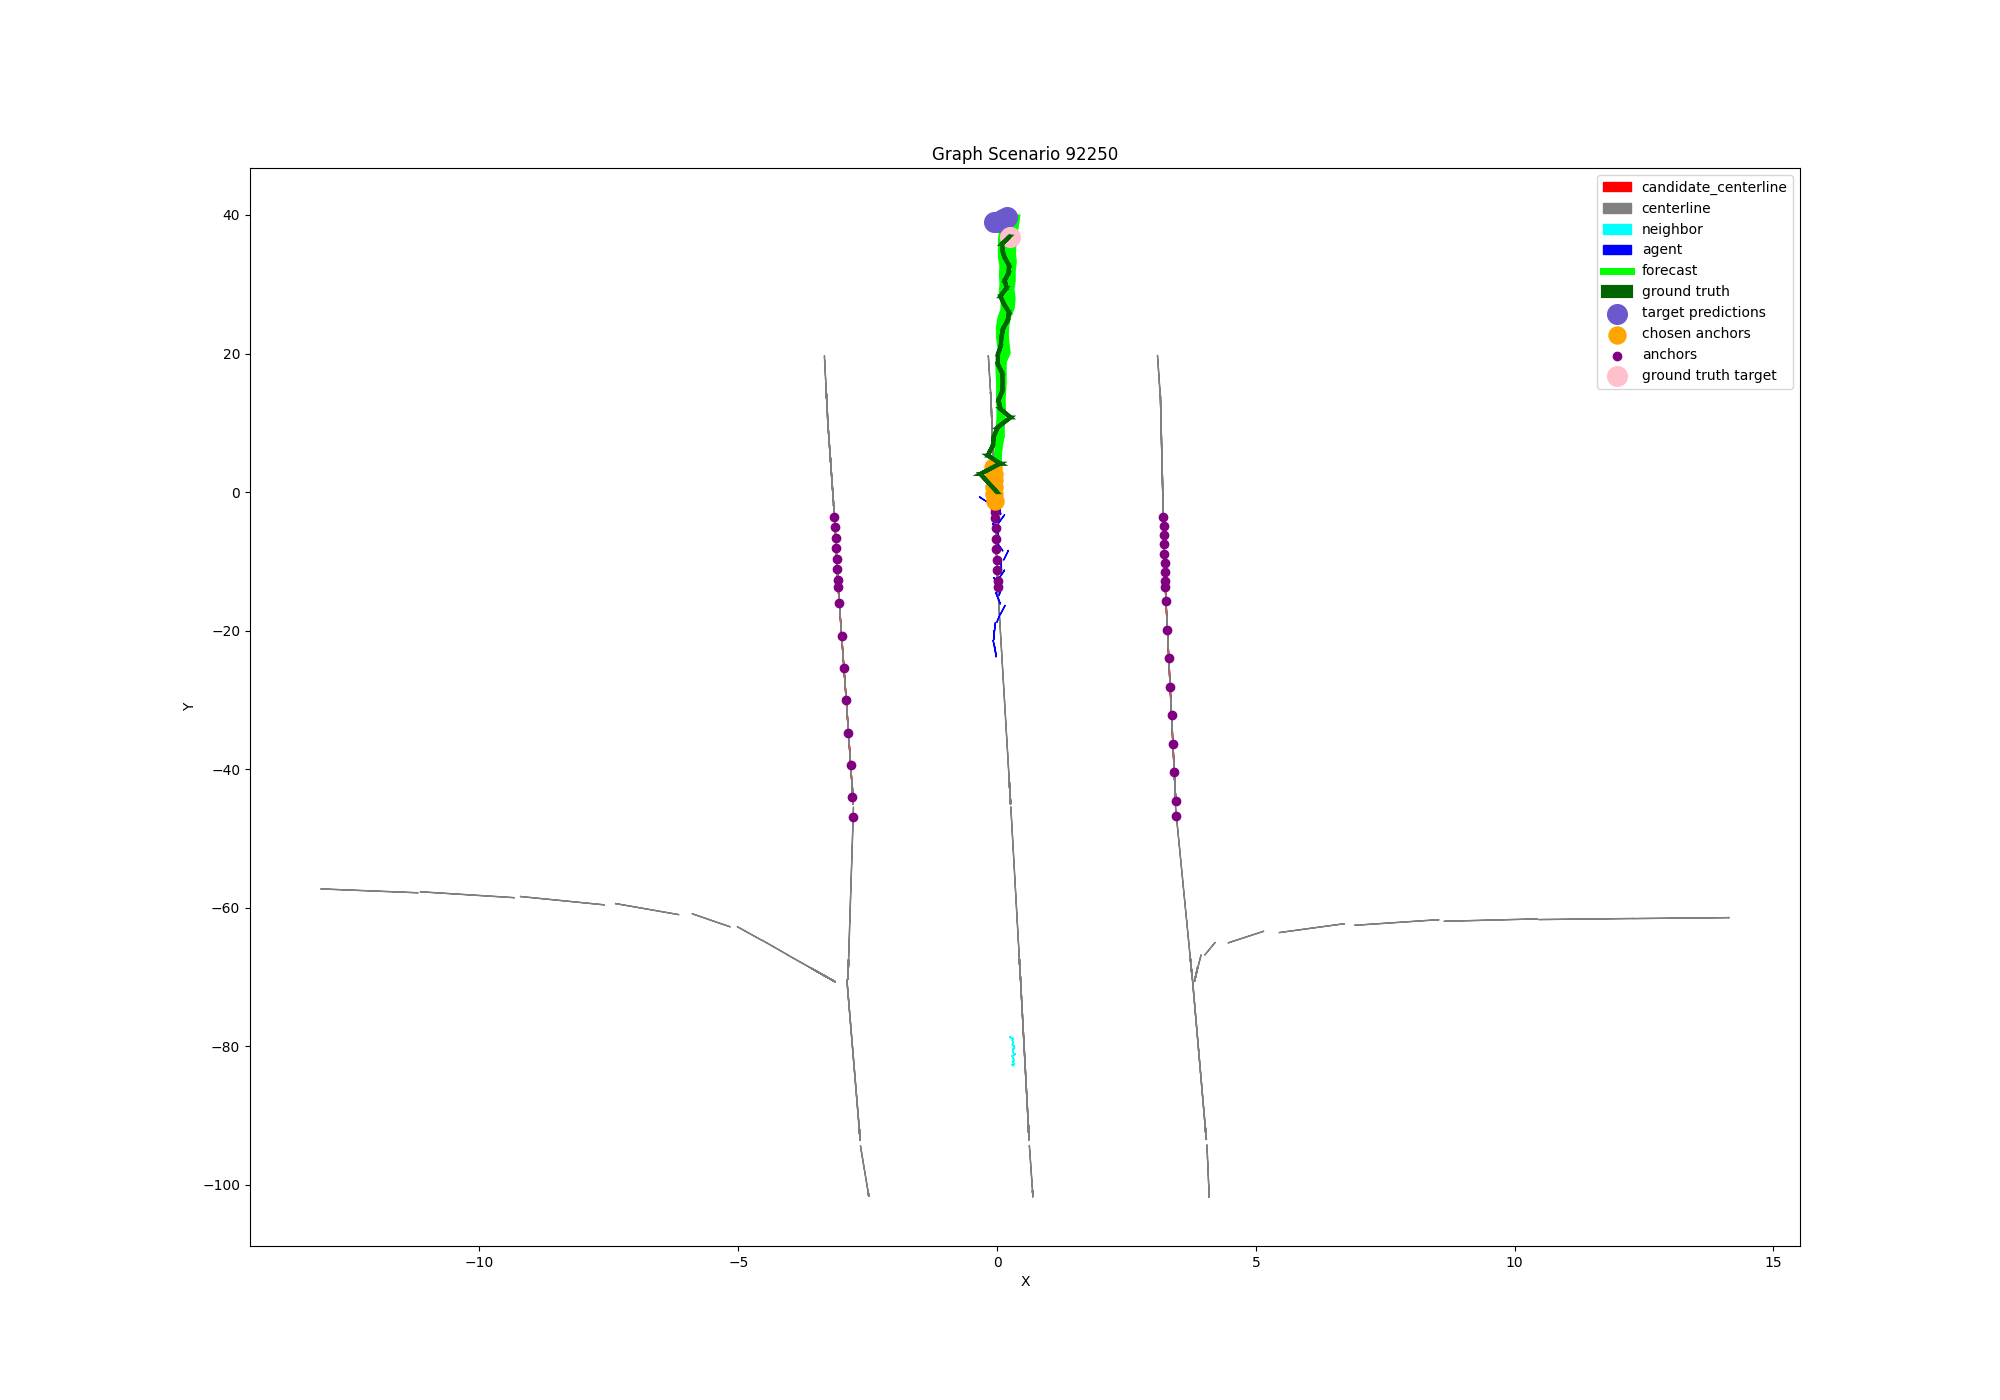 Graph Scenario 92250
candidate_centerline
centerline
neighbor
agent
forecast
ground truth
target predictions
chosen anchors
anchors
ground truth target
40
20
0
−20
−40
−60
−80
−100
Y
−10
−5
0
5
10
15
X